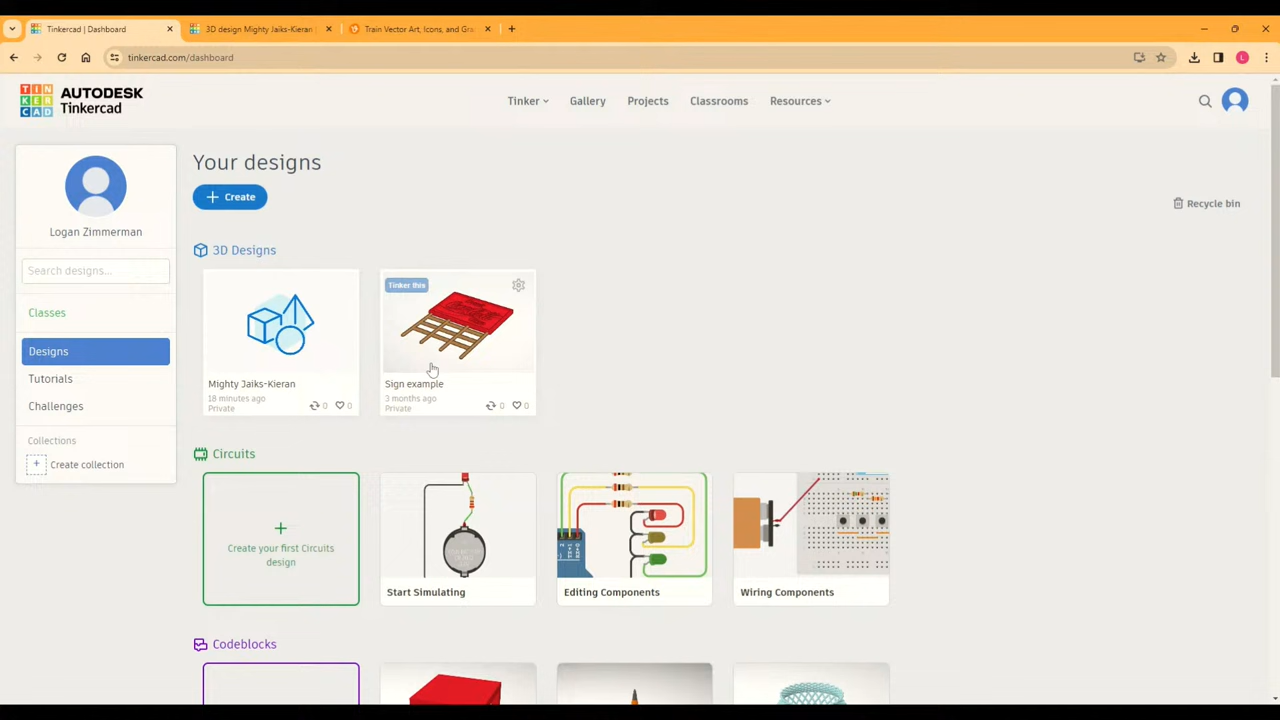 Tinkercad | Dashboard
3D design Mighty Jaiks-Kieran |
Train Vector Art, Icons, and Gra
tinkercad.com/dashboard
TIN
KER
CAD
AUTODESK
Tinkercad
Tinker
Gallery
Projects
Classrooms
Resources
L
Logan Zimmerman
Search designs...
Classes
Designs
Tutorials
Challenges
Collections
+ Create collection
Your designs
+ Create
Recycle bin
3D Designs
Mighty Jaiks-Kieran
18 minutes ago
Private
0
0
Tinker this
Sign example
3 months ago
Private
0
0
Circuits
+
Create your first Circuits
design
Start Simulating
Editing Components
Wiring Components
Codeblocks